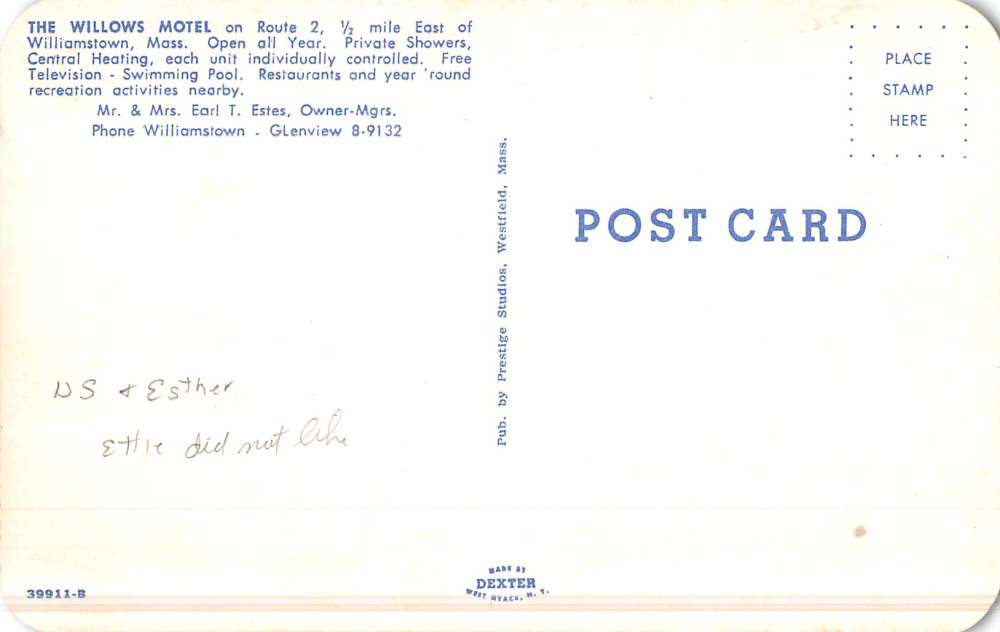 THE WILLOWS MOTEL on Route 2, ½ mile East of
Williamstown, Mass. Open all Year. Private Showers,
Central Heating, each unit individually controlled. Free
Television - Swimming Pool. Restaurants and year 'round
recreation activities nearby.
Mr. & Mrs. Earl T. Estes, Owner-Mgrs.
Phone Williamstown - GLenview 8-9132
PLACE
STAMP
HERE
Pub. by Prestige Studios, Westfield, Mass.
POST CARD
NS & Esther
Ethie did not like
MADE BY
DEXTER
WEST NYACK, N. Y.
39911-B